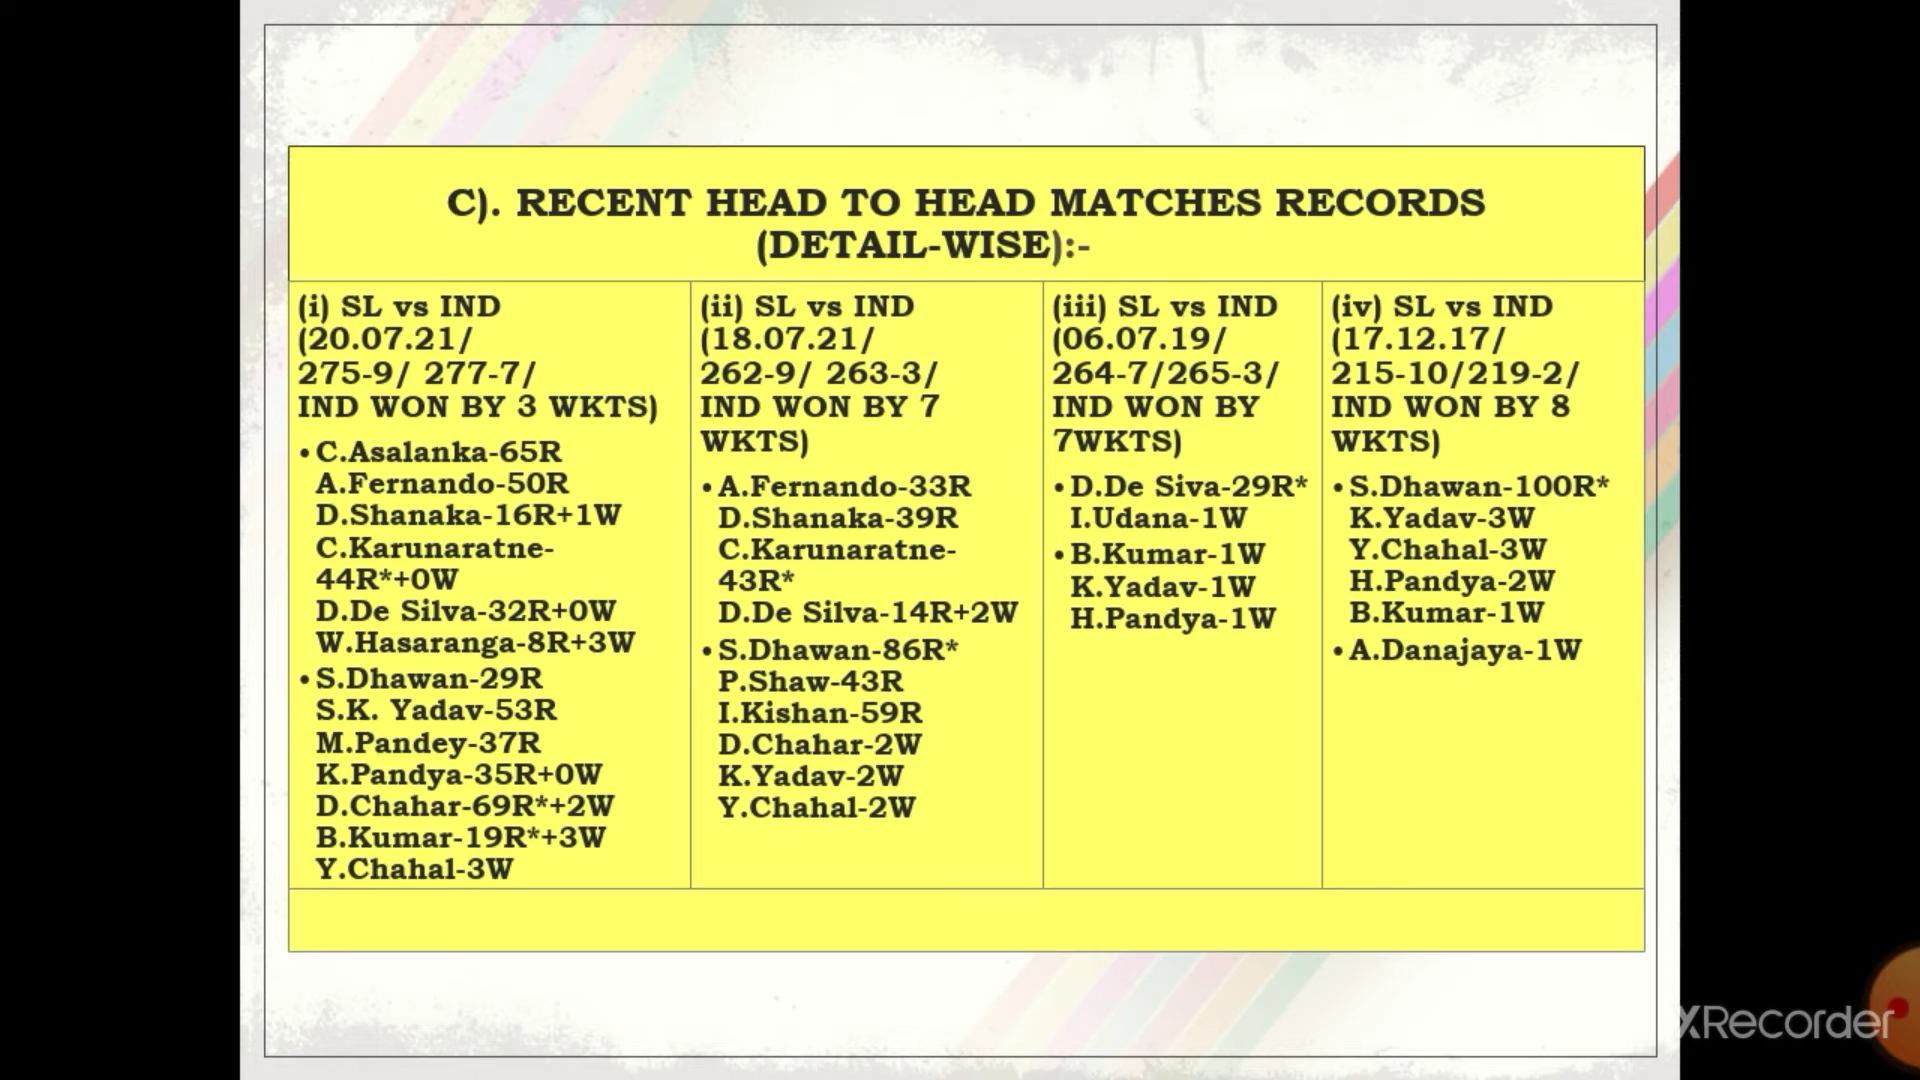 C). RECENT HEAD TO HEAD MATCHES RECORDS
(DETAIL-WISE):-
(i) SL vs IND
(20.07.21/
275-9/ 277-7/
IND WON BY 3 WKTS)
• C.Asalanka-65R
A.Fernando-50R
D.Shanaka-16R+1W
C.Karunaratne-
44R*+0W
D.De Silva-32R+0W
W.Hasaranga-8R+3W
• S.Dhawan-29R
S.K. Yadav-53R
M.Pandey-37R
K.Pandya-35R+0W
D.Chahar-69R*+2W
B.Kumar-19R*+3W
Y.Chahal-3W
(ii) SL vs IND
(18.07.21/
262-9/ 263-3/
IND WON BY 7
WKTS)
• A.Fernando-33R
D.Shanaka-39R
C.Karunaratne-
43R*
D.De Silva-14R+2W
• S.Dhawan-86R*
P.Shaw-43R
I.Kishan-59R
D.Chahar-2W
K.Yadav-2W
Y.Chahal-2W
(iii) SL vs IND
(06.07.19/
264-7/265-3/
IND WON BY
7WKTS)
• D.De Siva-29R*
I.Udana-1W
• B.Kumar-1W
K.Yadav-1W
H.Pandya-1W
(iv) SL vs IND
(17.12.17/
215-10/219-2/
IND WON BY 8
WKTS)
• S.Dhawan-100R*
K.Yadav-3W
Y.Chahal-3W
H.Pandya-2W
B.Kumar-1W
• A.Danajaya-1W
XRecorder